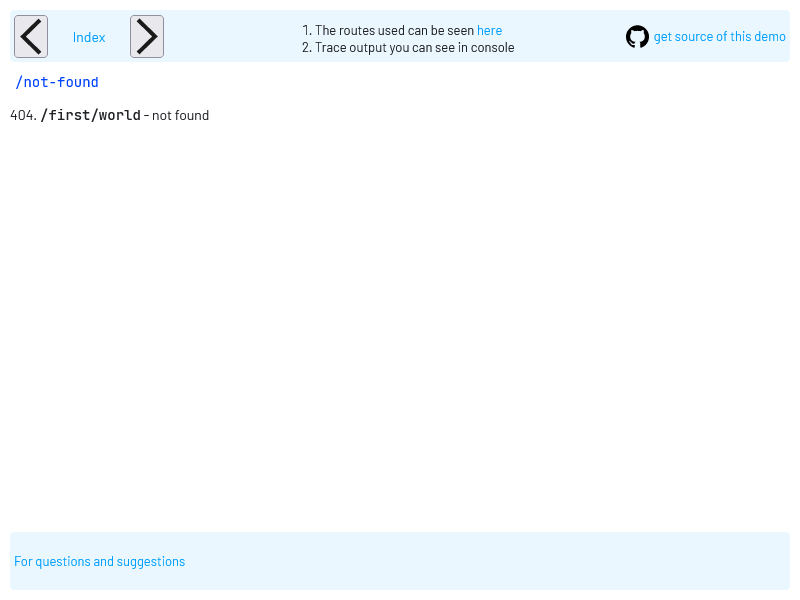 Index
1. The routes used can be seen here
2. Trace output you can see in console
get source of this demo
/not-found
404. /first/world - not found
For questions and suggestions